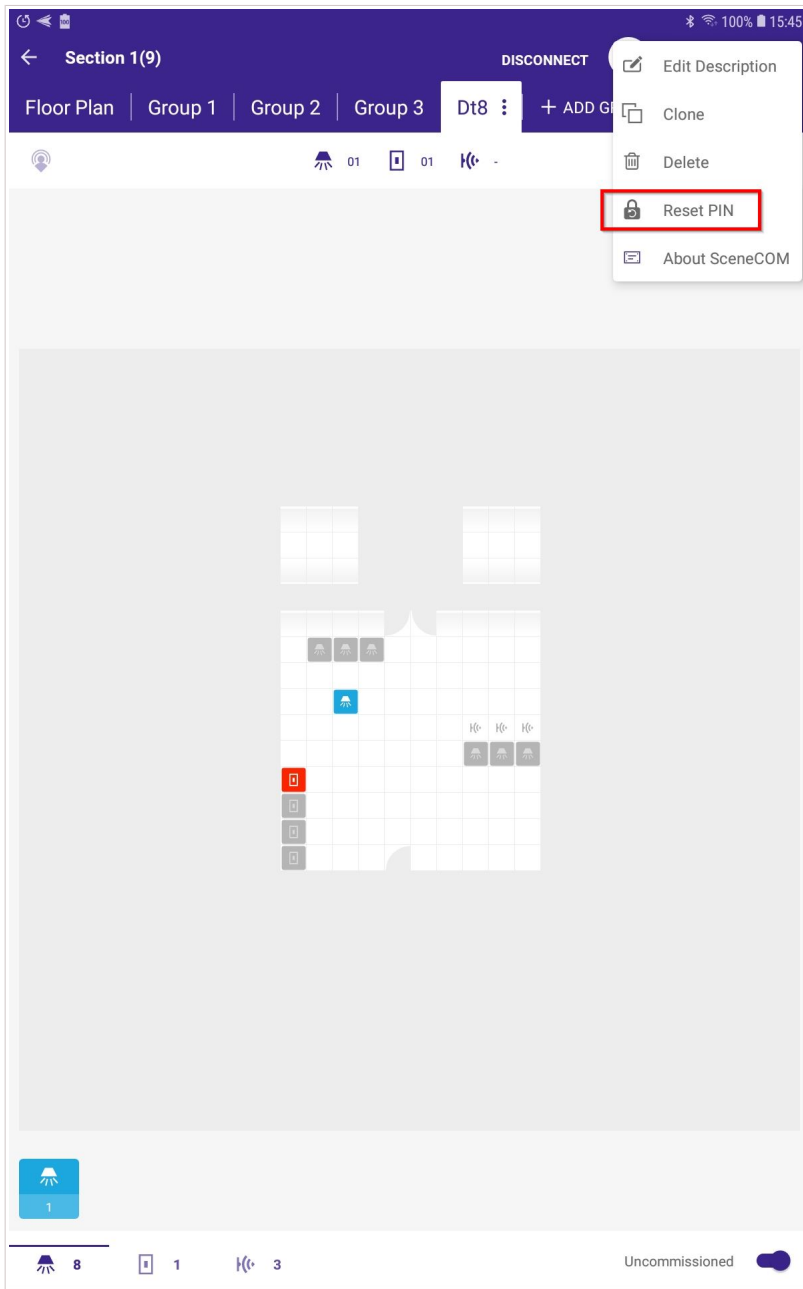 100 100% 15:45
Section 1(9) DISCONNECT
Floor Plan Group 1 Group 2 Group 3 Dt8 + ADD
01 01 -
Edit Description
Clone
Delete
Reset PIN
About SceneCOM
1
8 1 3 Uncommissioned